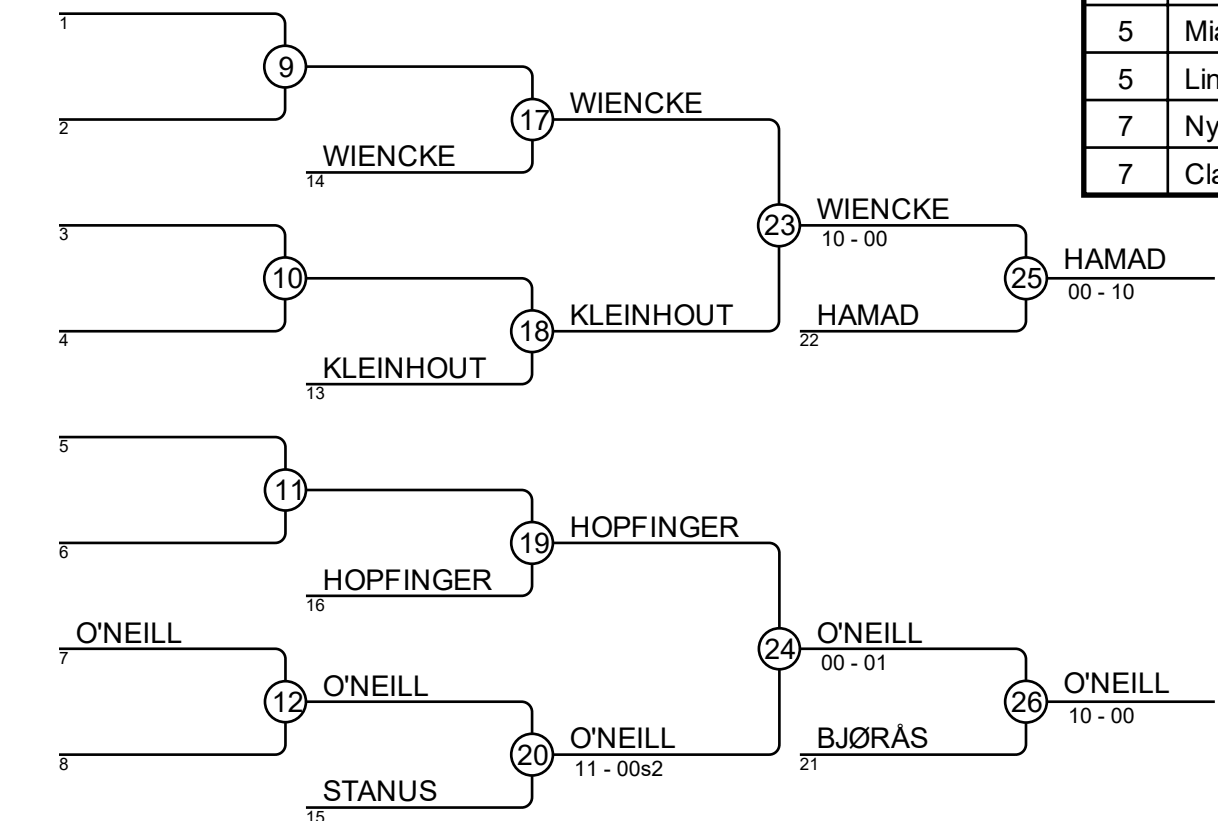 1
9
2
17
WIENCKE
WIENCKE
14
3
10
4
18
KLEINHOUT
KLEINHOUT
13
23
WIENCKE
10 - 00
HAMAD
22
25
HAMAD
00 - 10
5
11
6
19
HOPFINGER
HOPFINGER
16
O'NEILL
7
12
O'NEILL
8
20
O'NEILL
11 - 00s2
STANUS
15
24
O'NEILL
00 - 01
BJØRÅS
21
26
O'NEILL
10 - 00
5
5
7
7